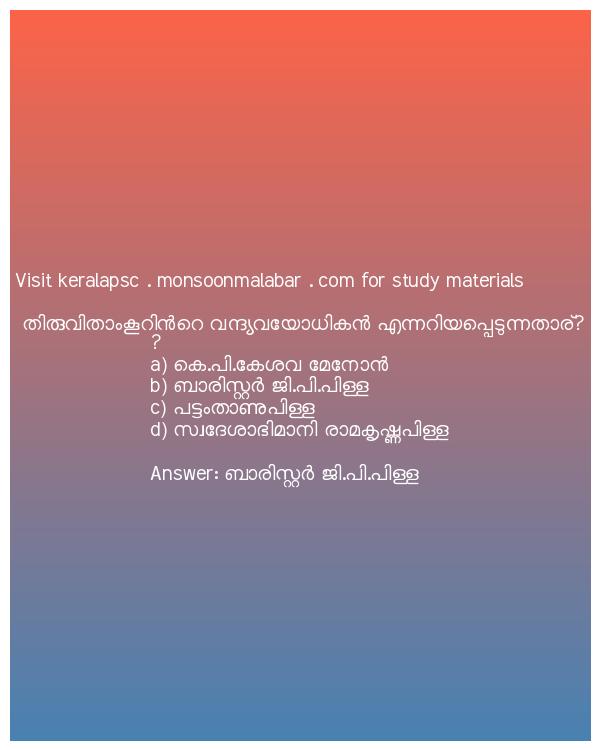 Visit keralapsc . monsoonmalabar . com for study materials
തിരുവിതാംകൂറിൻറെ വന്ദ്യവയോധികൻ എന്നറിയപ്പെടുന്നതാര്?
?
a) കെ.പി.കേശവ മേനോൻ
b) ബാരിസ്റ്റർ ജി.പി.പിള്ള
c) പട്ടംതാണുപിള്ള
d) സ്വദേശാഭിമാനി രാമകൃഷ്ണപിള്ള
Answer: ബാരിസ്റ്റർ ജി.പി.പിള്ള